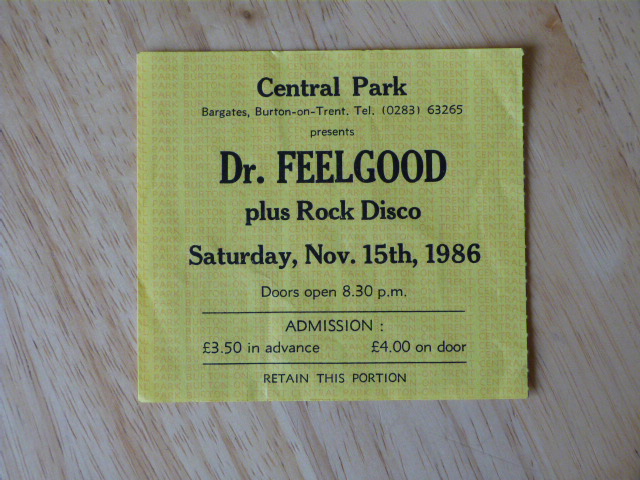 Central Park
Bargates, Burton-on-Trent. Tel. (0283) 63265
presents
Dr. FEELGOOD
plus Rock Disco
Saturday, Nov. 15th, 1986
Doors open 8.30 p.m.
ADMISSION :
£3.50 in advance £4.00 on door
RETAIN THIS PORTION